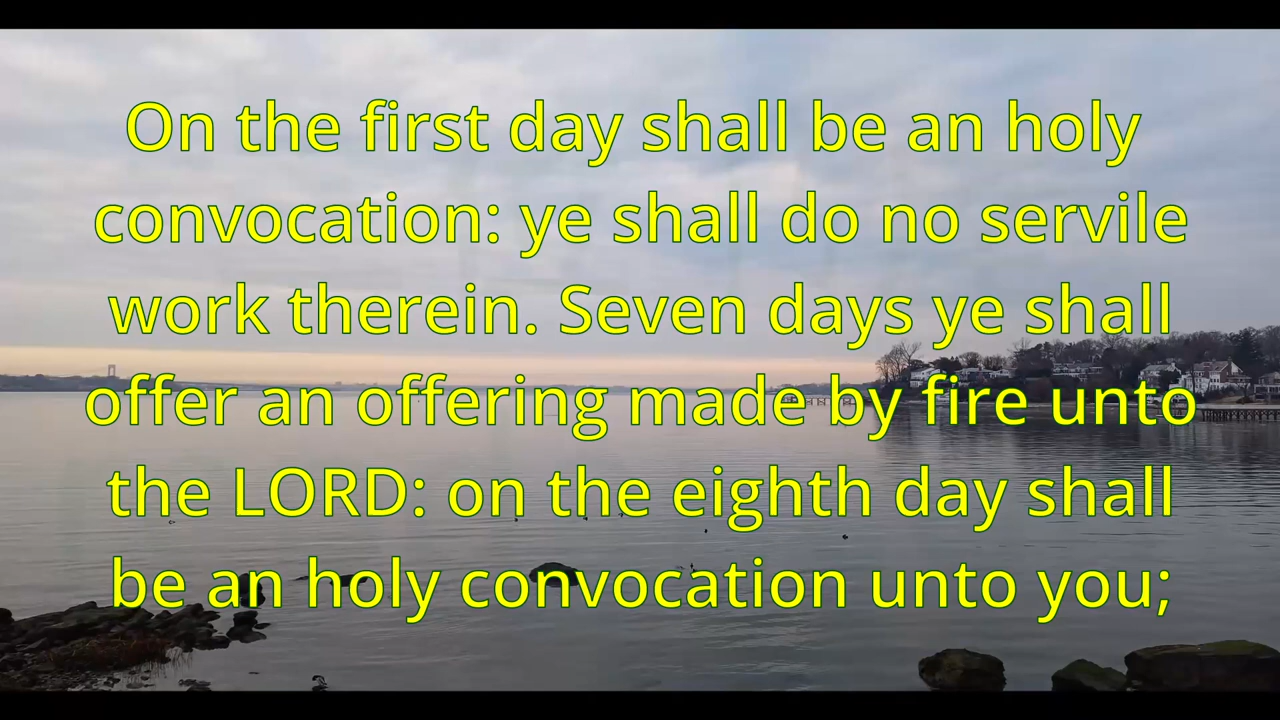 On the first day shall be an holy
convocation: ye shall do no servile
work therein. Seven days ye shall
offer an offering made by fire unto
the LORD: on the eighth day shall
be an holy convocation unto you;